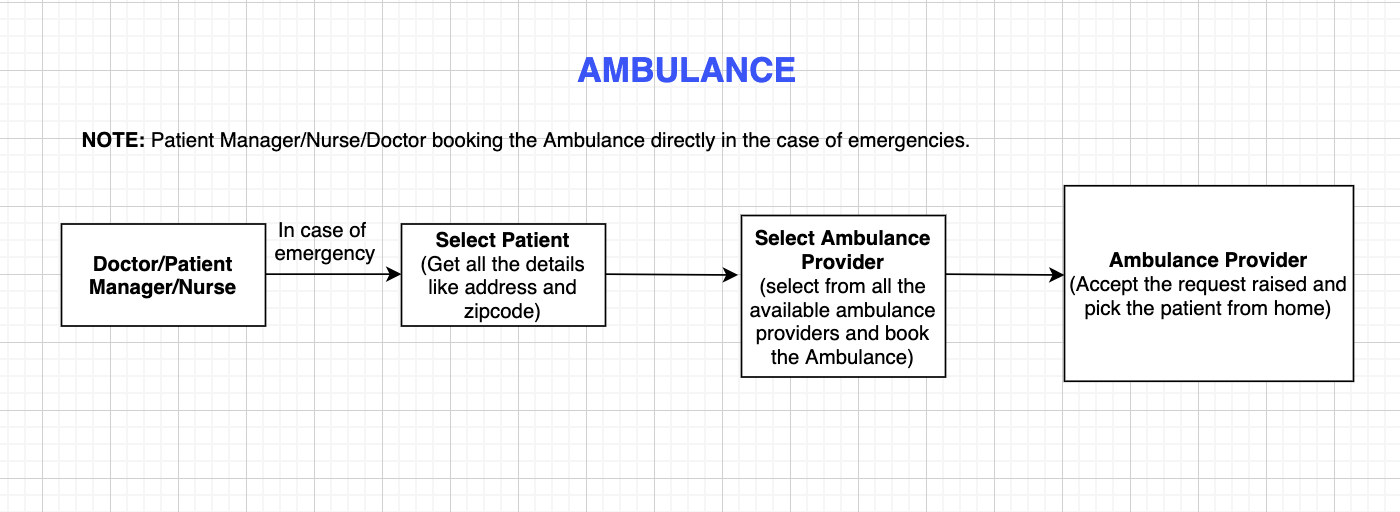 AMBULANCE
NOTE: Patient Manager/Nurse/Doctor booking the Ambulance directly in the case of emergencies.
Doctor/Patient
Manager/Nurse
In case of
emergency
Select Patient
(Get all the details
like address and
zipcode)
Select Ambulance
Provider
(select from all the
available ambulance
providers and book
the Ambulance)
Ambulance Provider
(Accept the request raised and
pick the patient from home)